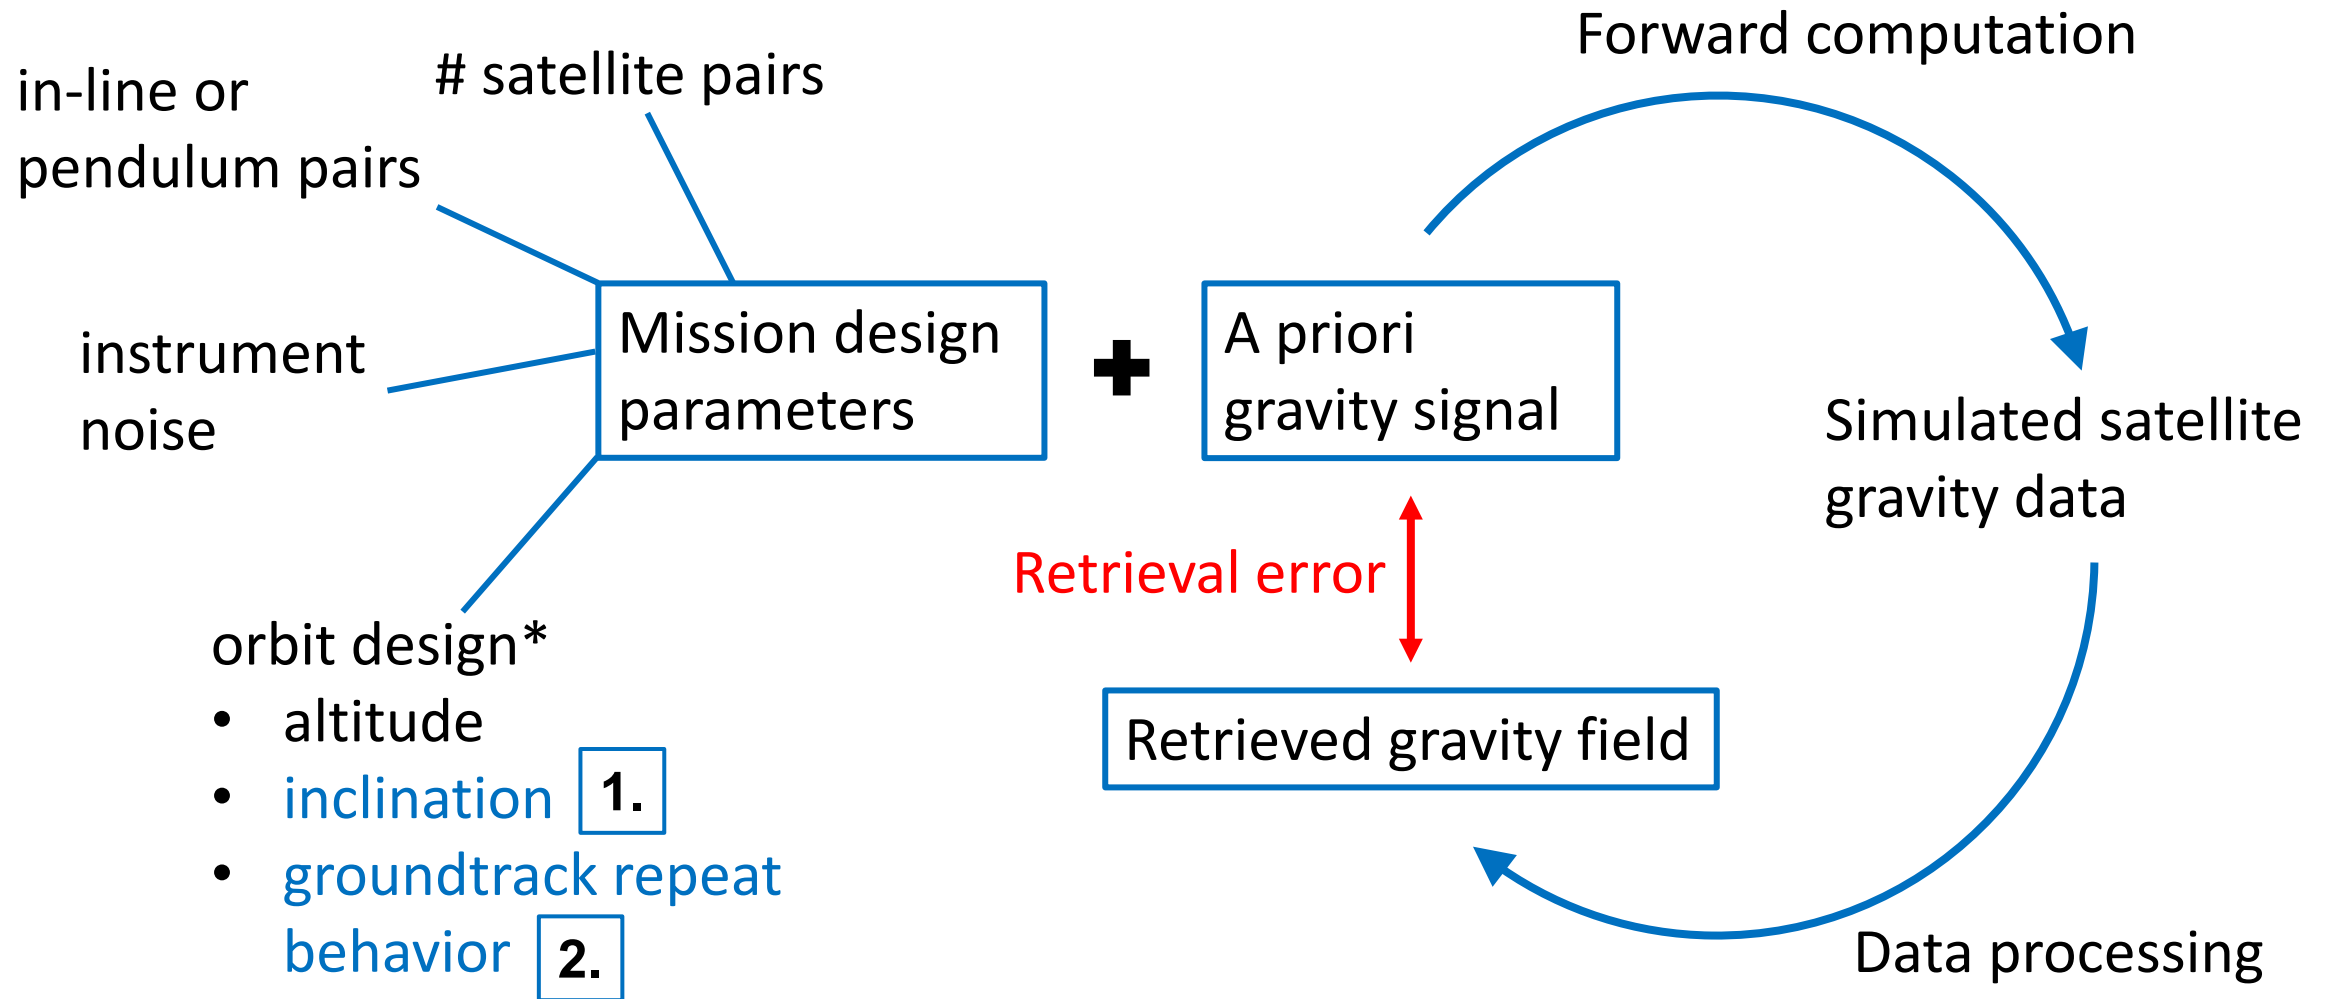 in-line or
pendulum pairs
# satellite pairs
instrument
noise
Mission design
parameters
orbit design*
• altitude
• inclination 1.
• groundtrack repeat
behavior 2.
A priori
gravity signal
Forward computation
Simulated satellite
gravity data
Retrieval error
Retrieved gravity field
Data processing